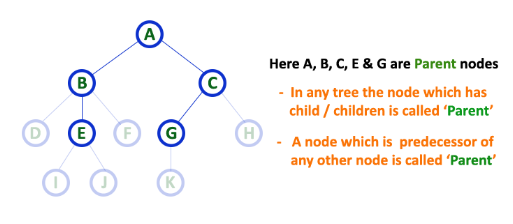 A
B
C
D
E
F
G
H
I
J
K
Here A, B, C, E & G are Parent nodes
- In any tree the node which has
child / children is called ‘Parent’
- A node which is predecessor of
any other node is called ‘Parent’